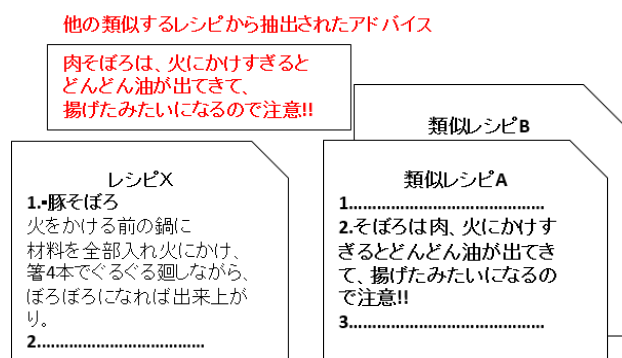 他の類似するレシピから抽出されたアドバイス
肉そぼろは、火にかけすぎると
どんどん油が出てきて、
揚げたみたいになるので注意!!
類似レシピB
レシピX
1.▪豚そぼろ
火をかける前の鍋に
材料を全部入れ火にかけ、
箸4本でぐるぐる廻しながら、
ぼろぼろになれば出来上が
り。
2....................................
類似レシピA
1..........................................
2.そぼろは肉、火にかけす
ぎるとどんどん油が出てき
て、揚げたみたいになるの
で注意!!
3..........................................